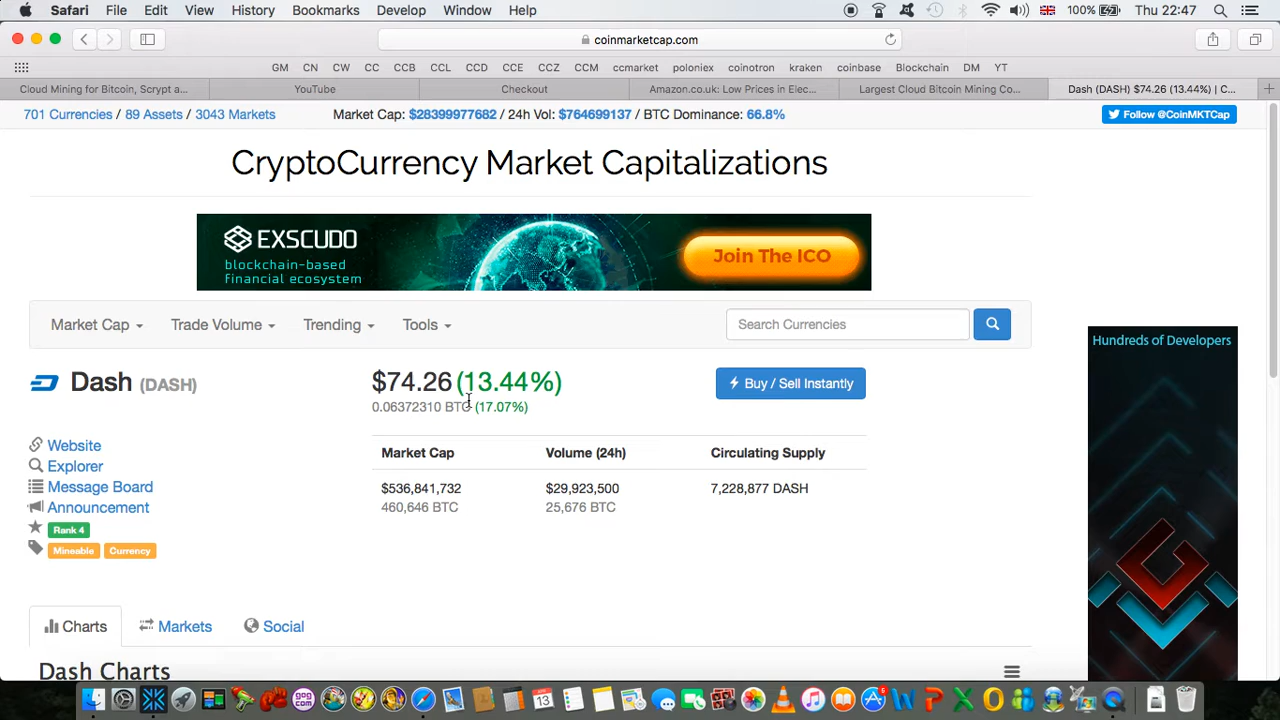 Safari File Edit View History Bookmarks Develop Window Help 100% Thu 22:47
coinmarketcap.com
GM CN CW CC CCB CCL CCD CCE CCZ CCM ccmarket poloniex coinotron kraken coinbase Blockchain DM YT
Cloud Mining for Bitcoin, Scrypt a... YouTube Checkout Amazon.co.uk: Low Prices in Elec... Largest Cloud Bitcoin Mining Co... Dash (DASH) $74.26 (13.44%) | C...
701 Currencies / 89 Assets / 3043 Markets Market Cap: $28399977682 / 24h Vol: $764699137 / BTC Dominance: 66.8% Follow @CoinMKTCap
CryptoCurrency Market Capitalizations
EXSCUDO
blockchain-based
financial ecosystem
Join The ICO
Market Cap Trade Volume Trending Tools Search Currencies
Hundreds of Developers
Dash (DASH) $74.26 (13.44%) Buy / Sell Instantly
0.06372310 BTC (17.07%)
Website
Explorer
Message Board
Announcement
Rank 4
Mineable Currency
Market Cap Volume (24h) Circulating Supply
$536,841,732 $29,923,500 7,228,877 DASH
460,646 BTC 25,676 BTC
Charts Markets Social
Dash Charts